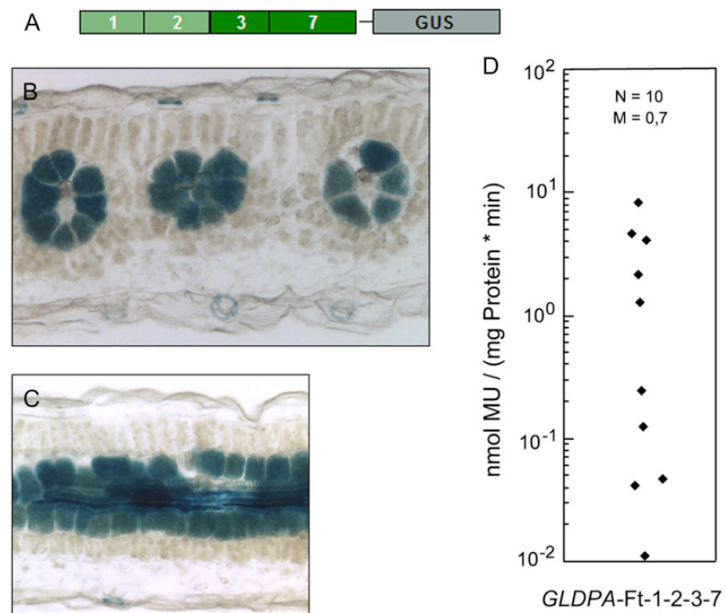 A
1 2 3 7 GUS
B
C
D
10²
N = 10
M = 0,7
10¹
10⁰
10⁻¹
10⁻²
nmol MU / (mg Protein * min)
GLDPA-Ft-1-2-3-7